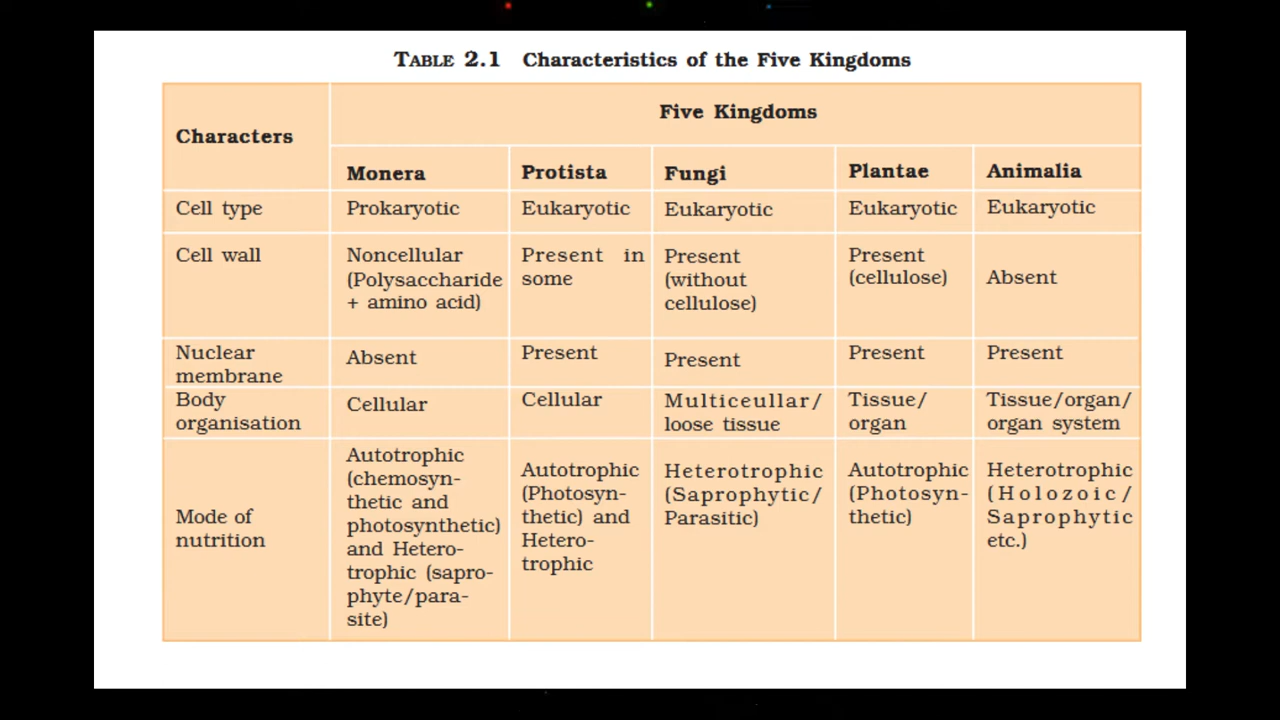 TABLE 2.1 Characteristics of the Five Kingdoms
Characters
Five Kingdoms
Monera
Protista
Fungi
Plantae
Animalia
Cell type
Prokaryotic
Eukaryotic
Eukaryotic
Eukaryotic
Eukaryotic
Cell wall
Noncellular
(Polysaccharide
+ amino acid)
Present in
some
Present
(without
cellulose)
Present
(cellulose)
Absent
Nuclear
membrane
Absent
Present
Present
Present
Present
Body
organisation
Cellular
Cellular
Multiceullar/
loose tissue
Tissue/
organ
Tissue/organ/
organ system
Mode of
nutrition
Autotrophic
(chemosyn-
thetic and
photosynthetic)
and Hetero-
trophic (sapro-
phyte/para-
site)
Autotrophic
(Photosyn-
thetic) and
Hetero-
trophic
Heterotrophic
(Saprophytic/
Parasitic)
Autotrophic
(Photosyn-
thetic)
Heterotrophic
(Holozoic/
Saprophytic
etc.)